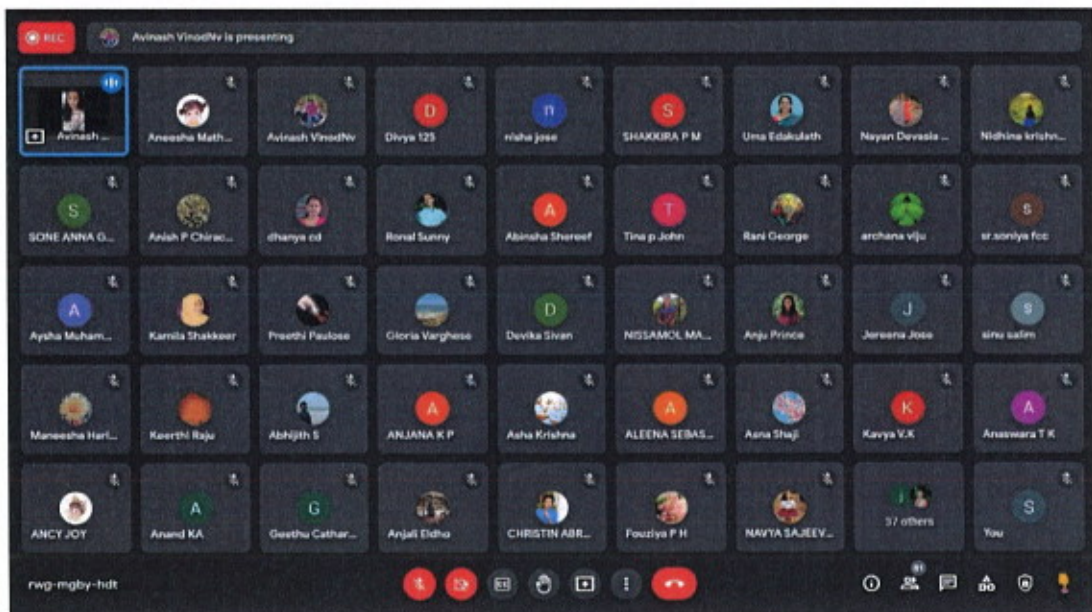 REC
Avinash VinodNv is presenting
Avinash ...
Aneesha Math...
Avinash VinodNv
D
Divya 125
n
nisha jose
S
SHAKKIRA P M
Uma Edakulath
Nayan Devasia ...
Nidhina krishn...
S
SONE ANNA G...
Anish P Chirac...
dhanya cd
Ronal Sunny
A
Abinsha Shereef
T
Tina p John
Rani George
archana viju
s
sr.soniya fcc
A
Aysha Muham...
Kamila Shakkeer
Preethi Paulose
Gloria Varghese
D
Devika Sivan
NISSAMOL MA...
Anju Prince
J
Jereena Jose
s
sinu salim
Maneesha Hari...
Keerthi Raju
Abhijith S
A
ANJANA K P
Asha Krishna
A
ALEENA SEBAS...
Asna Shaji
K
Kavya V.K
A
Anaswara T K
ANCY JOY
A
Anand KA
G
Geethu Cathar...
Anjali Eldho
CHRISTIN ABR...
Fouziya P H
NAVYA SAJEEV...
j
37 others
S
You
rwg-mgby-hdt
CC
81